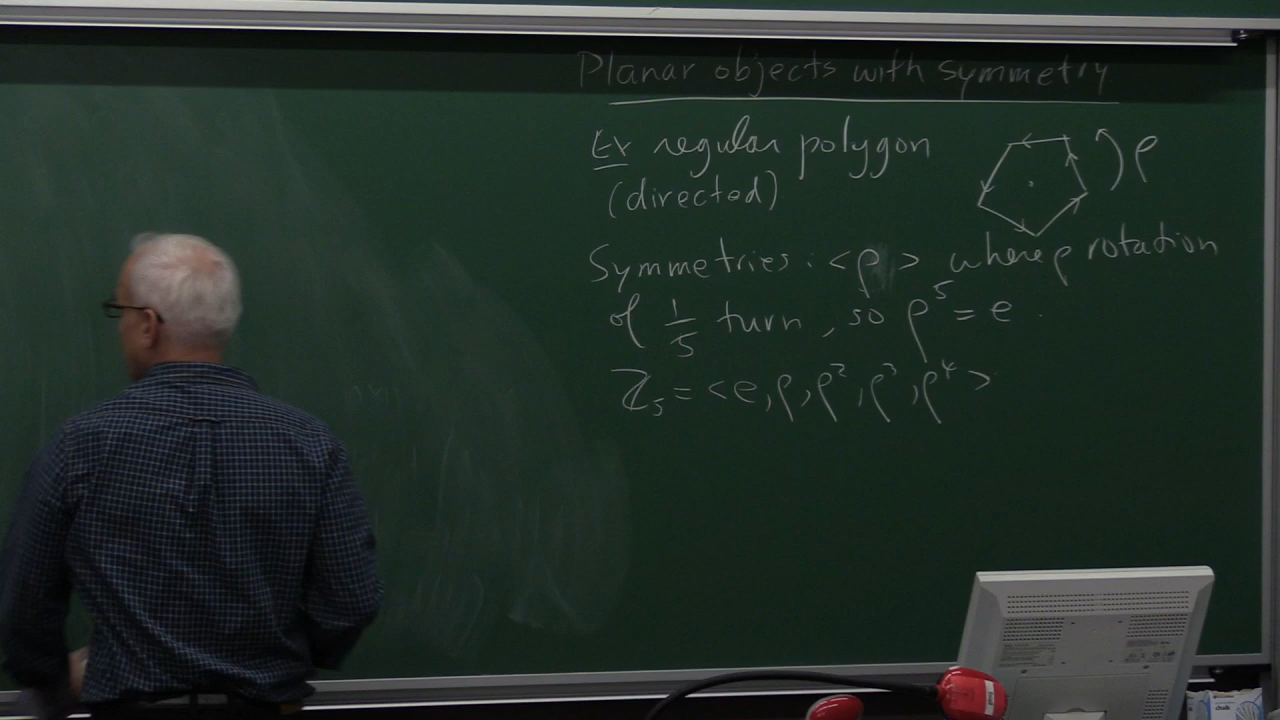 Planar objects with symmetry
Ex regular polygon
(directed)
ρ
Symmetries: <ρ> where ρ rotation
of 1/5 turn, so ρ⁵ = e.
ℤ₅ = <e, ρ, ρ², ρ³, ρ⁴>
chalk